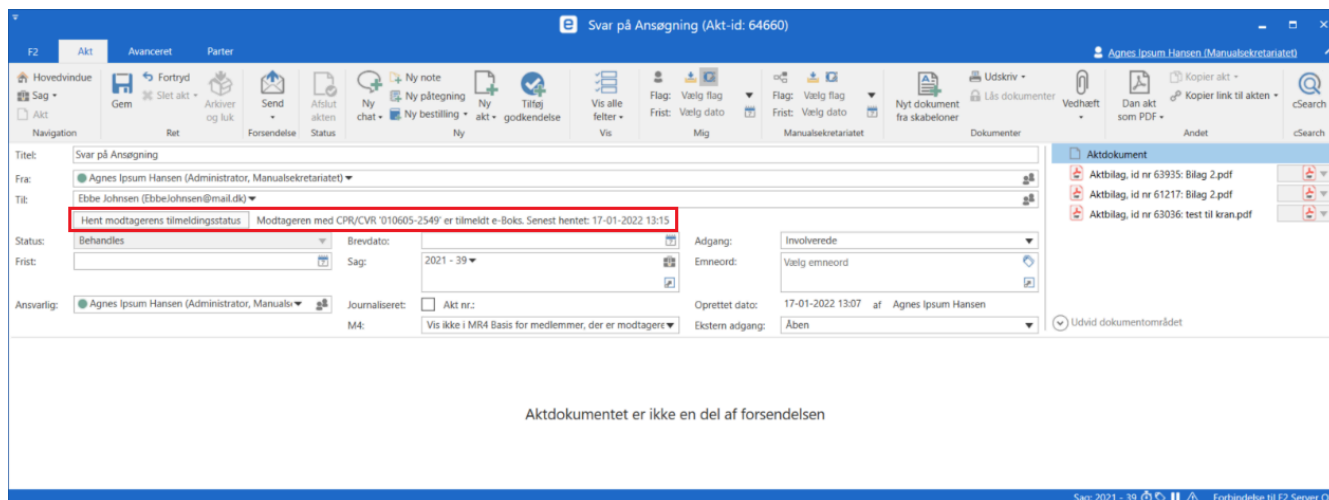 Svar på Ansøgning (Akt-id: 64660)
F2 Akt Avanceret Parter Agnes Ipsum Hansen (Manualsekretariatet)
Hovedvindue
Sag
Akt
Navigation
Gem
Fortryd
Slet akt
Arkiver og luk
Ret
Send
Forsendelse
Afslut akten
Status
Ny chat
Ny note
Ny påtegning
Ny bestilling
Ny akt
Tilføj godkendelse
Ny
Vis alle felter
Vis
Flag: Vælg flag
Frist: Vælg dato
Mig
Flag: Vælg flag
Frist: Vælg dato
Manualsekretariatet
Nyt dokument fra skabeloner
Udskriv
Lås dokumenter
Dokumenter
Vedhæft
Dan akt som PDF
Kopier akt
Kopier link til akten
Andet
cSearch
cSearch
Titel: Svar på Ansøgning
Fra: Agnes Ipsum Hansen (Administrator, Manualsekretariatet)
Til: Ebbe Johnsen (EbbeJohnsen@mail.dk)
Hent modtagerens tilmeldingsstatus Modtageren med CPR/CVR '010605-2549' er tilmeldt e-Boks. Senest hentet: 17-01-2022 13:15
Status: Behandles Brevdato: Adgang: Involverede
Frist: Sag: 2021 - 39 Emneord: Vælg emneord
Ansvarlig: Agnes Ipsum Hansen (Administrator, Manuals Journaliseret: Akt nr.: Oprettet dato: 17-01-2022 13:07 af Agnes Ipsum Hansen
M4: Vis ikke i MR4 Basis for medlemmer, der er modtagere Ekstern adgang: Åben
Aktdokument
Aktbilag, id nr 63935: Bilag 2.pdf
Aktbilag, id nr 61217: Bilag 2.pdf
Aktbilag, id nr 63036: test til kran.pdf
Udvid dokumentområdet
Aktdokumentet er ikke en del af forsendelsen
Sag: 2021 - 39 Forbindelse til F2 Server